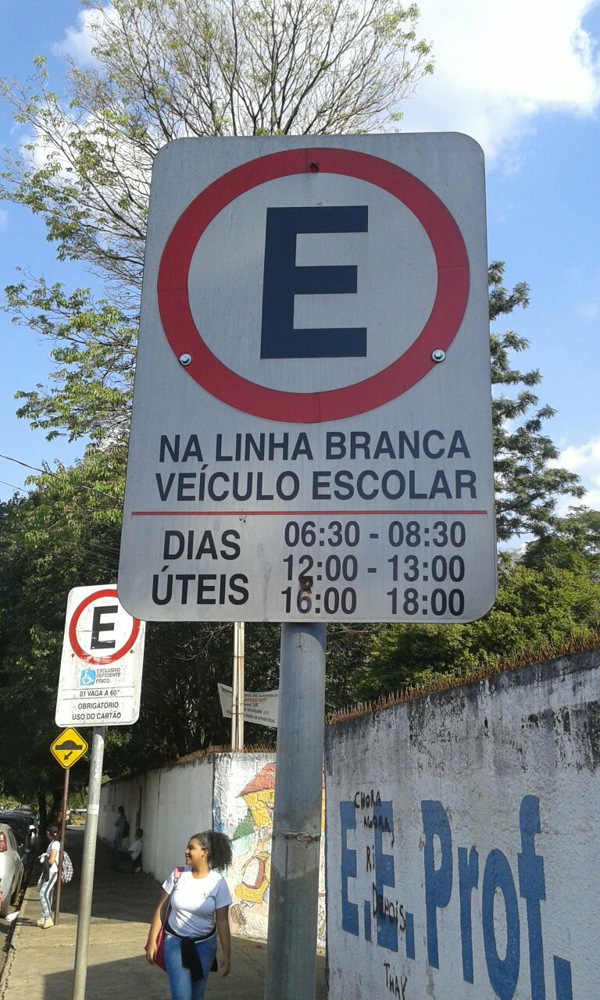 E
NA LINHA BRANCA
VEÍCULO ESCOLAR
DIAS
ÚTEIS
06:30 - 08:30
12:00 - 13:00
16:00 18:00
E
EXCLUSIVO
DEFICIENTE
FÍSICO
01 VAGA A 60°
OBRIGATÓRIO
USO DO CARTÃO
CHORA
AGORA,
Ri
DEPOIS
THAY
E.E.Prof.